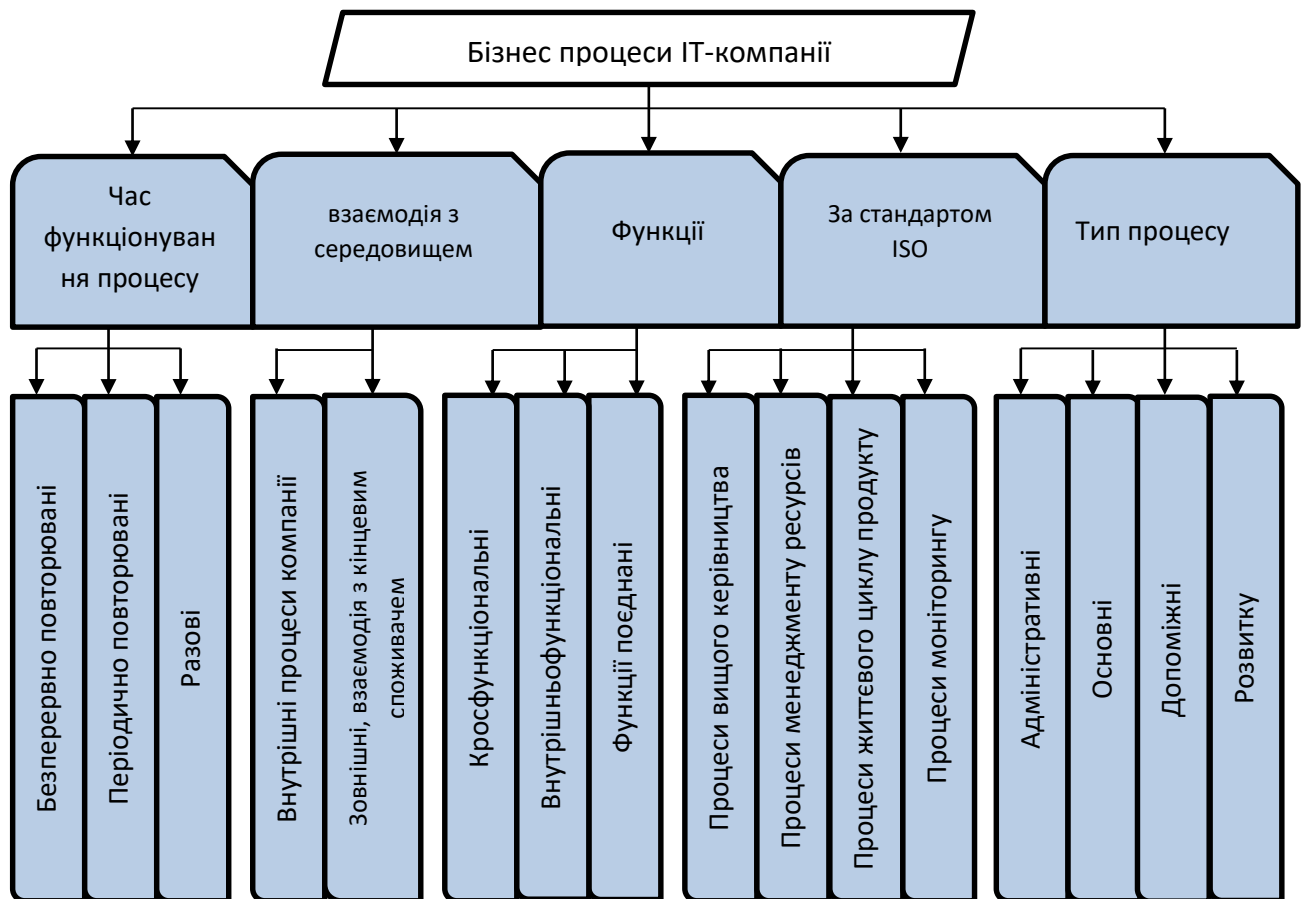 Бізнес процеси ІТ-компанії
Час
функціонуван
ня процесу
взаємодія з
середовищем
Функції
За стандартом
ISO
Тип процесу
Безперервно повторювані
Періодично повторювані
Разові
Внутрішні процеси компанії
Зовнішні, взаємодія з кінцевим
споживачем
Кросфункціональні
Внутрішньофункціональні
Функції поєднані
Процеси вищого керівництва
Процеси менеджменту ресурсів
Процеси життєвого циклу продукту
Процеси моніторингу
Адміністративні
Основні
Допоміжні
Розвитку